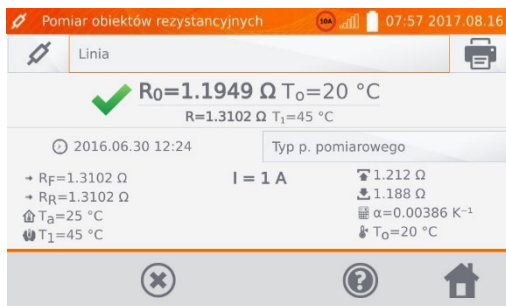 Pomiar obiektów rezystancyjnych 10A 07:57 2017.08.16
Linia
R0=1.1949 Ω To=20 °C
R=1.3102 Ω T1=45 °C
2016.06.30 12:24 Typ p. pomiarowego
RF=1.3102 Ω I = 1 A 1.212 Ω
RR=1.3102 Ω 1.188 Ω
Ta=25 °C α=0.00386 K⁻¹
T1=45 °C To=20 °C